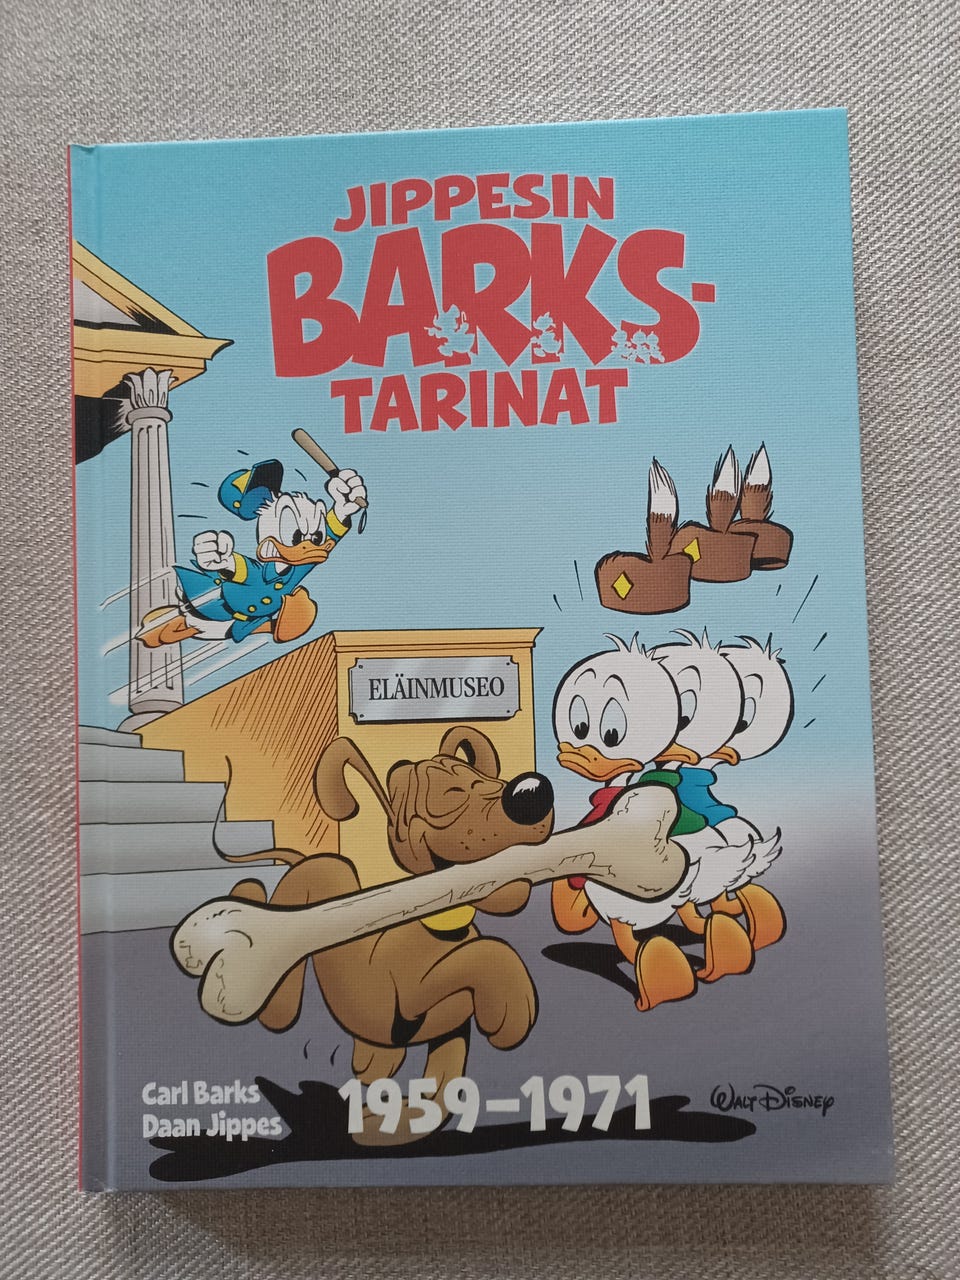 JIPPESIN
BARKS-
TARINAT
ELÄINMUSEO
Carl Barks
Daan Jippes
1959–1971
WALT DISNEY